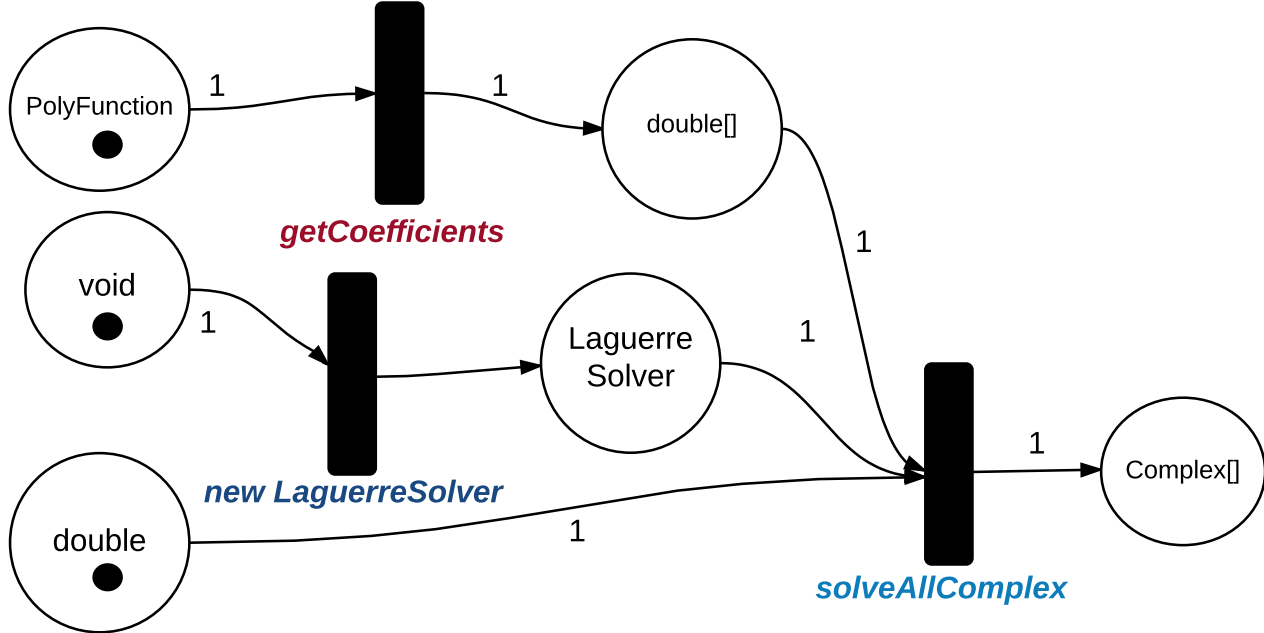 PolyFunction
1
1
double[]
getCoefficients
1
void
1
Laguerre
Solver
1
new LaguerreSolver
double
1
solveAllComplex
1
Complex[]